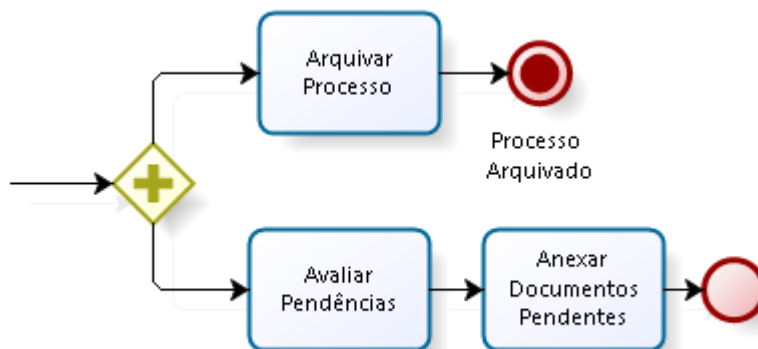 Arquivar
Processo
Processo
Arquivado
Avaliar
Pendências
Anexar
Documentos
Pendentes